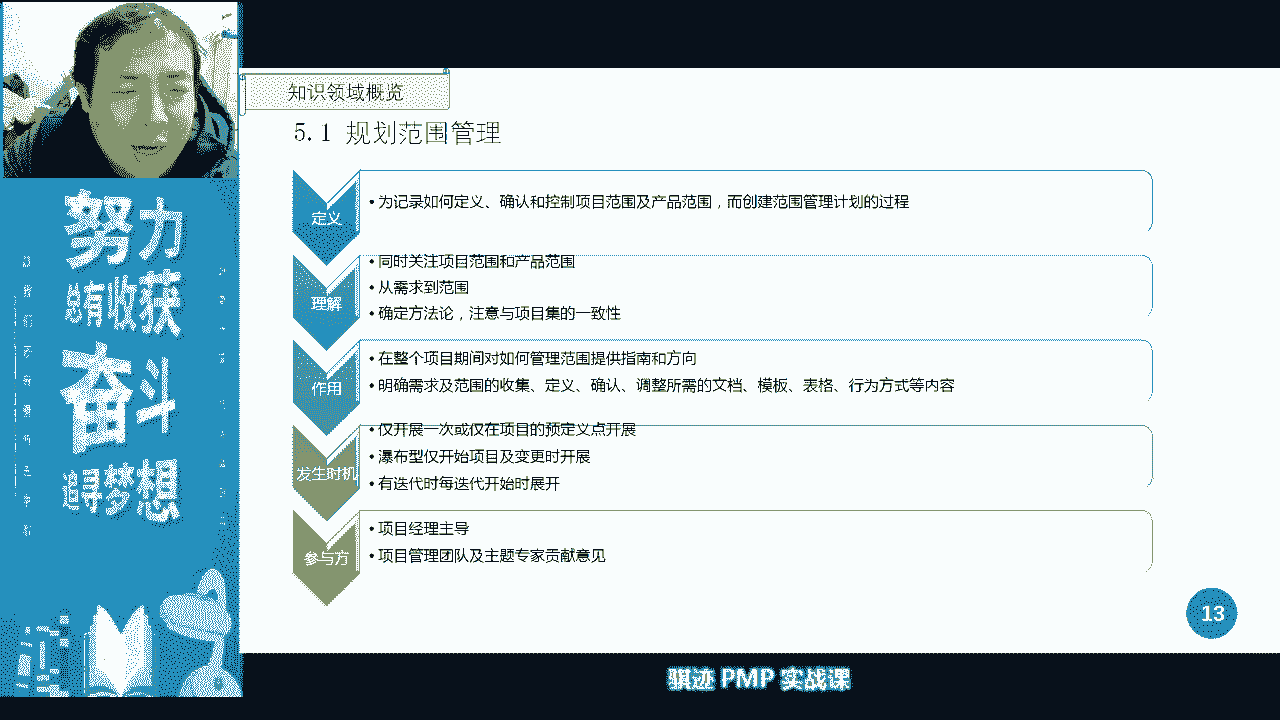 知识领域概览
5.1 规划范围管理
定义
•为记录如何定义、确认和控制项目范围及产品范围，而创建范围管理计划的过程
理解
•同时关注项目范围和产品范围
•从需求到范围
•确定方法论，注意与项目集的一致性
作用
•在整个项目期间对如何管理范围提供指南和方向
•明确需求及范围的收集、定义、确认、调整所需的文档、模板、表格、行为方式等内容
发生时机
•仅开展一次或仅在项目的预定义点开展
•瀑布型仅开始项目及变更时开展
•有迭代时每迭代开始时展开
参与方
•项目经理主导
•项目管理团队及主题专家贡献意见
13
努力
总有收获
奋斗
追寻梦想
骐迹 PMP 实战课